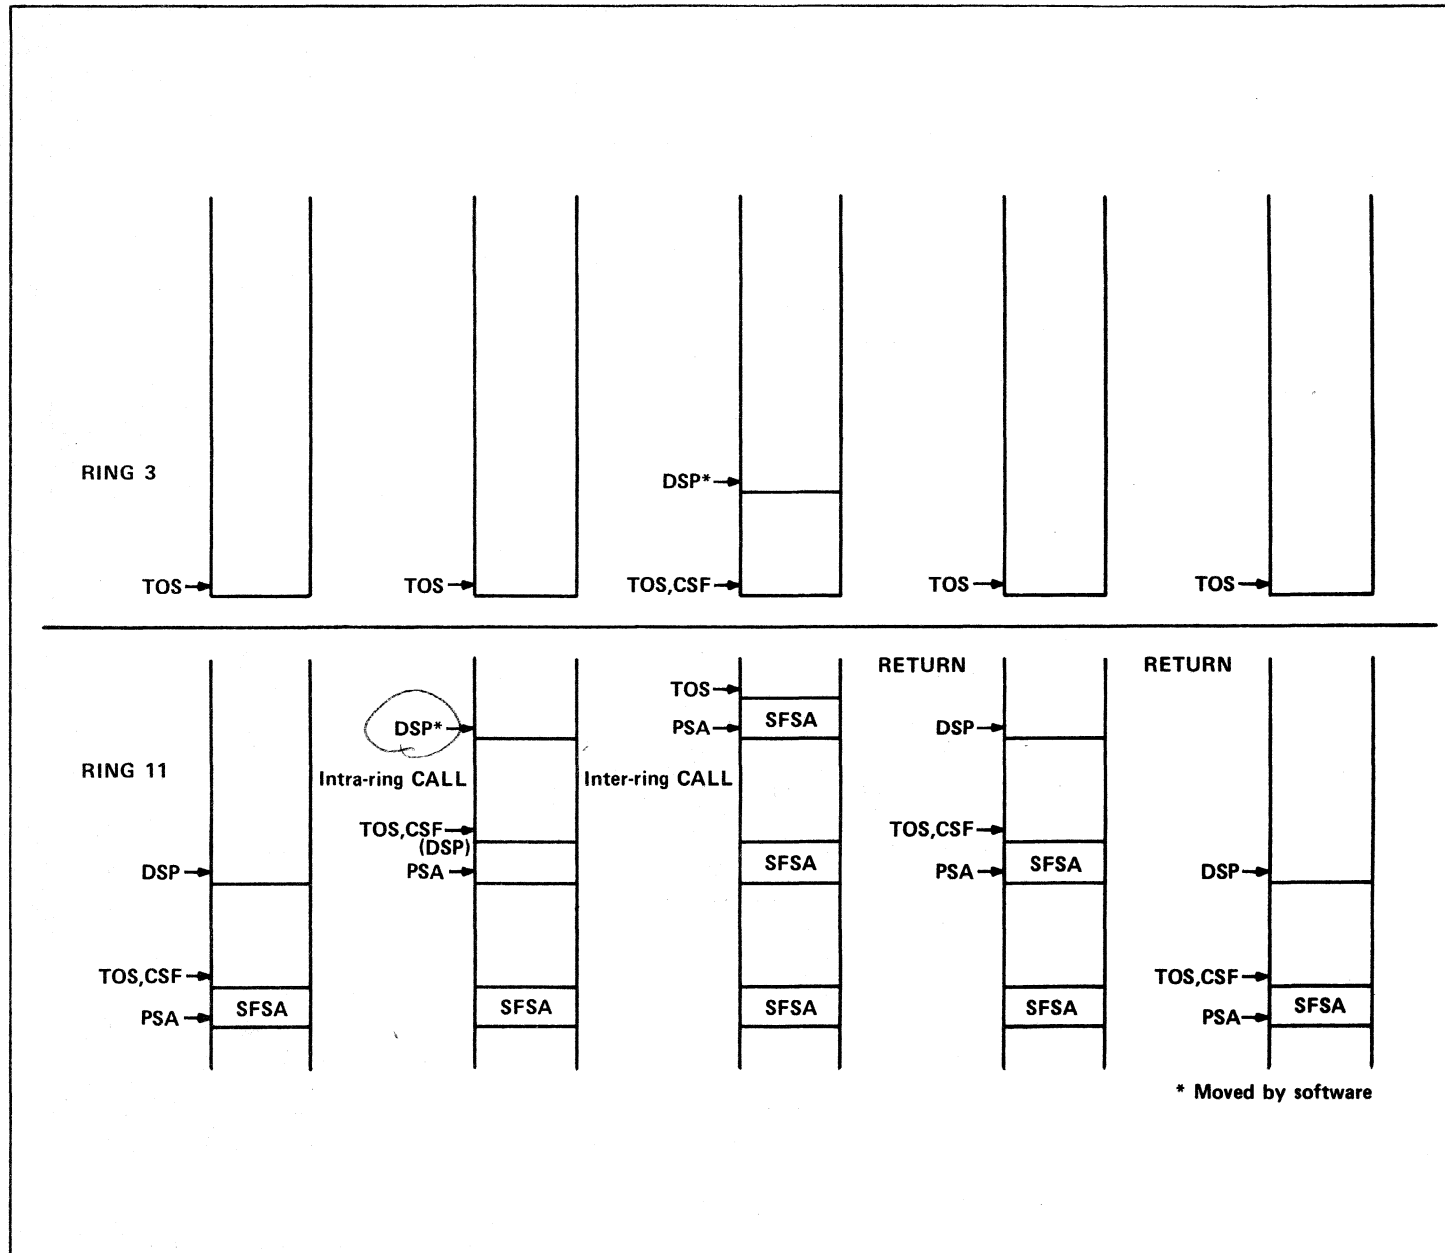 RING 3
DSP*
TOS
TOS
TOS,CSF
TOS
TOS
RETURN
RETURN
TOS
SFSA
DSP*
PSA
DSP
RING 11
Intra-ring CALL
Inter-ring CALL
TOS,CSF
TOS,CSF
(DSP)
SFSA
SFSA
DSP
PSA
PSA
DSP
TOS,CSF
TOS,CSF
SFSA
SFSA
SFSA
SFSA
SFSA
PSA
PSA
* Moved by software